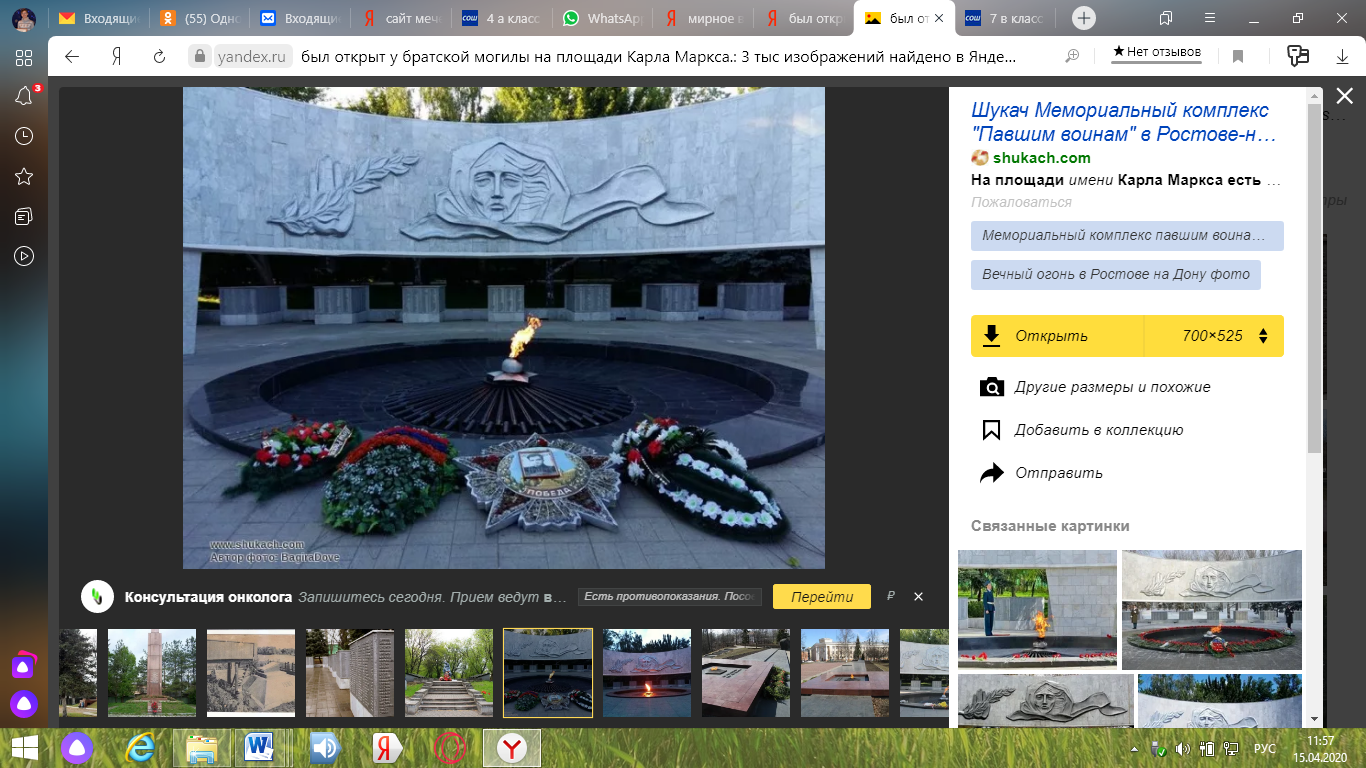 Входящи
(55) Одно
Входящи
сайт мече
4 а класс
WhatsAp
мирное в
был откр
был от
7 в класс
yandex.ru
был открыт у братской могилы на площади Карла Маркса.: 3 тыс изображений найдено в Янде...
Нет отзывов
3
Шукач Мемориальный комплекс
"Павшим воинам" в Ростове-н…
shukach.com
На площади имени Карла Маркса есть …
Пожаловаться
Мемориальный комплекс павшим воина…
Вечный огонь в Ростове на Дону фото
Открыть
700×525
Другие размеры и похожие
Добавить в коллекцию
Отправить
Связанные картинки
ПОБЕДА
www.shukach.com
Автор фото: BagiraDove
Консультация онколога Запишитесь сегодня. Прием ведут в…
Есть противопоказания. Посо
Перейти
₽
РУС
11:57
15.04.2020